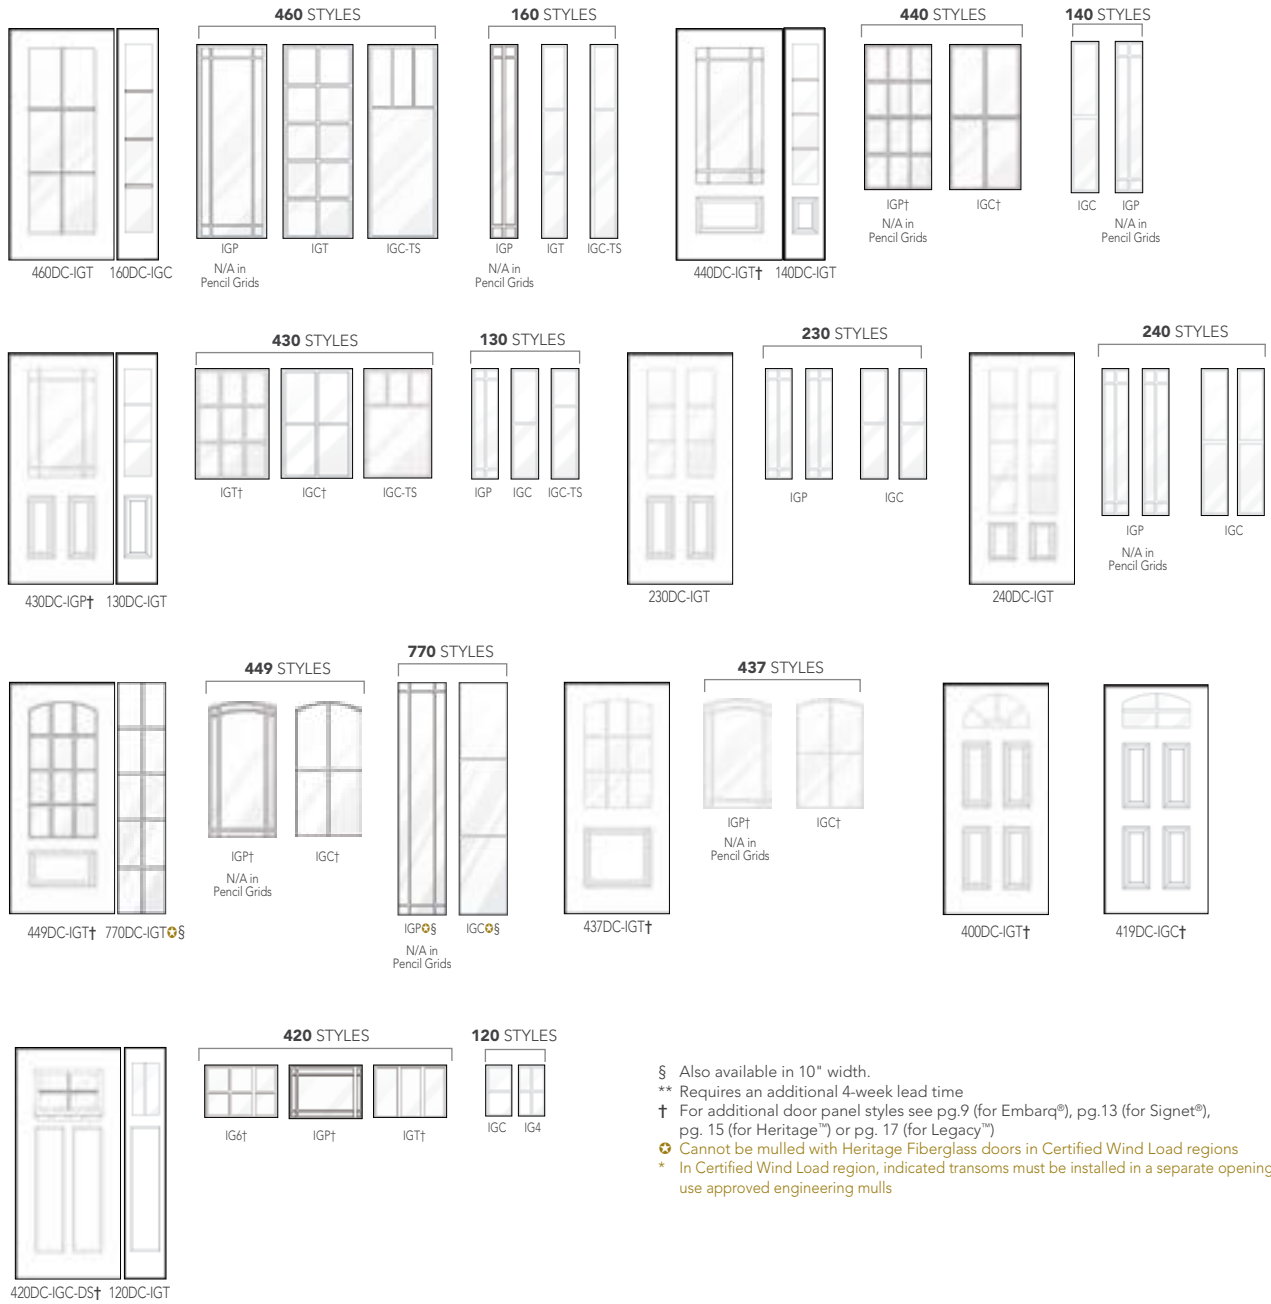 460 STYLES
160 STYLES
440 STYLES
140 STYLES
IGP
N/A in
Pencil Grids
IGT
IGC-TS
IGP
N/A in
Pencil Grids
IGT
IGC-TS
IGP†
N/A in
Pencil Grids
IGC†
IGC
IGP
N/A in
Pencil Grids
460DC-IGT
160DC-IGC
440DC-IGT†
140DC-IGT
430 STYLES
130 STYLES
230 STYLES
240 STYLES
IGT†
IGC†
IGC-TS
IGP
IGC
IGC-TS
IGP
IGC
IGP
N/A in
Pencil Grids
IGC
430DC-IGP†
130DC-IGT
230DC-IGT
240DC-IGT
449 STYLES
770 STYLES
437 STYLES
IGP†
N/A in
Pencil Grids
IGC†
IGP✪§
N/A in
Pencil Grids
IGC✪§
IGP†
N/A in
Pencil Grids
IGC†
449DC-IGT†
770DC-IGT✪§
437DC-IGT†
400DC-IGT†
419DC-IGC†
420 STYLES
120 STYLES
IG6†
IGP†
IGT†
IGC
IG4
420DC-IGC-DS†
120DC-IGT
§ Also available in 10" width.
** Requires an additional 4-week lead time
† For additional door panel styles see pg.9 (for Embarq®), pg.13 (for Signet®),
pg. 15 (for Heritage™) or pg. 17 (for Legacy™)
✪ Cannot be mulled with Heritage Fiberglass doors in Certified Wind Load regions
* In Certified Wind Load region, indicated transoms must be installed in a separate opening
use approved engineering mulls